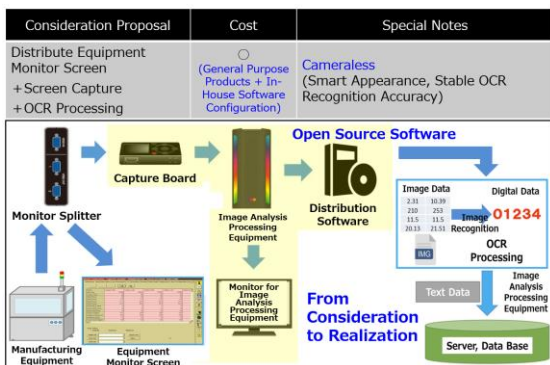 Consideration Proposal
Cost
Special Notes
Distribute Equipment
Monitor Screen
+Screen Capture
+OCR Processing
○
(General Purpose
Products + In-
House Software
Configuration)
Cameraless
(Smart Appearance, Stable OCR
Recognition Accuracy)
Open Source Software
Capture Board
Monitor Splitter
Image Analysis
Processing
Equipment
Distribution
Software
Image Data
Digital Data
2.31 10.39
210 253
11.5 11.5
20.13 21.51
Image
Recognition
01234
IMG
OCR
Processing
Manufacturing
Equipment
Equipment
Monitor Screen
Monitor for
Image
Analysis
Processing
Equipment
From
Consideration
to Realization
Text Data
Image
Analysis
Processing
Equipment
Server, Data Base